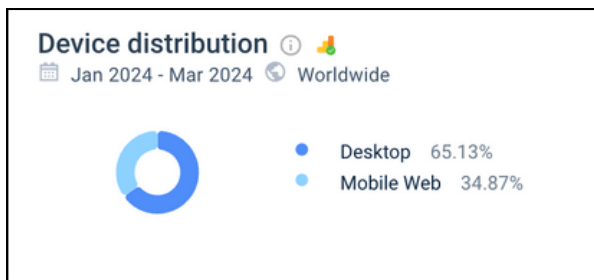 Device distribution
Jan 2024 - Mar 2024 Worldwide
Desktop 65.13%
Mobile Web 34.87%